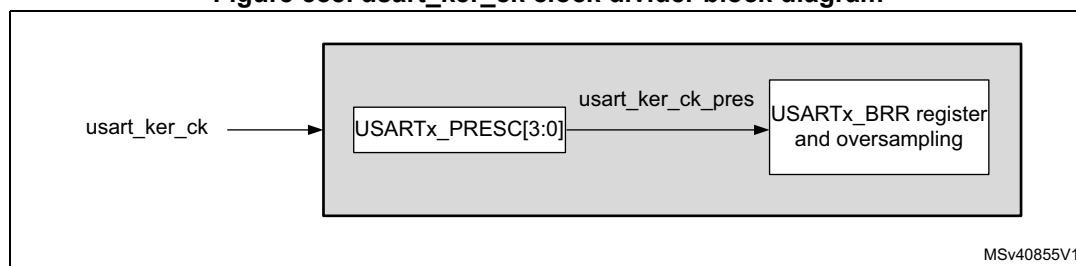 usart_ker_ck
USARTx_PRESC[3:0]
usart_ker_ck_pres
USARTx_BRR register
and oversampling
MSv40855V1